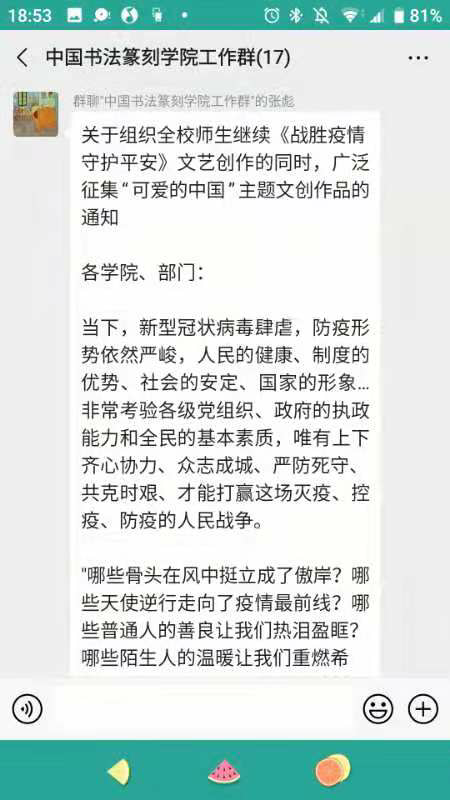 18:53
81%
中国书法篆刻学院工作群(17)
群聊"中国书法篆刻学院工作群"的张彪
关于组织全校师生继续《战胜疫情
守护平安》文艺创作的同时，广泛
征集“可爱的中国”主题文创作品的
通知
各学院、部门：
当下，新型冠状病毒肆虐，防疫形
势依然严峻，人民的健康、制度的
优势、社会的安定、国家的形象...
非常考验各级党组织、政府的执政
能力和全民的基本素质，唯有上下
齐心协力、众志成城、严防死守、
共克时艰、才能打赢这场灭疫、控
疫、防疫的人民战争。
"哪些骨头在风中挺立成了傲岸？哪
些天使逆行走向了疫情最前线？哪
些普通人的善良让我们热泪盈眶？
哪些陌生人的温暖让我们重燃希